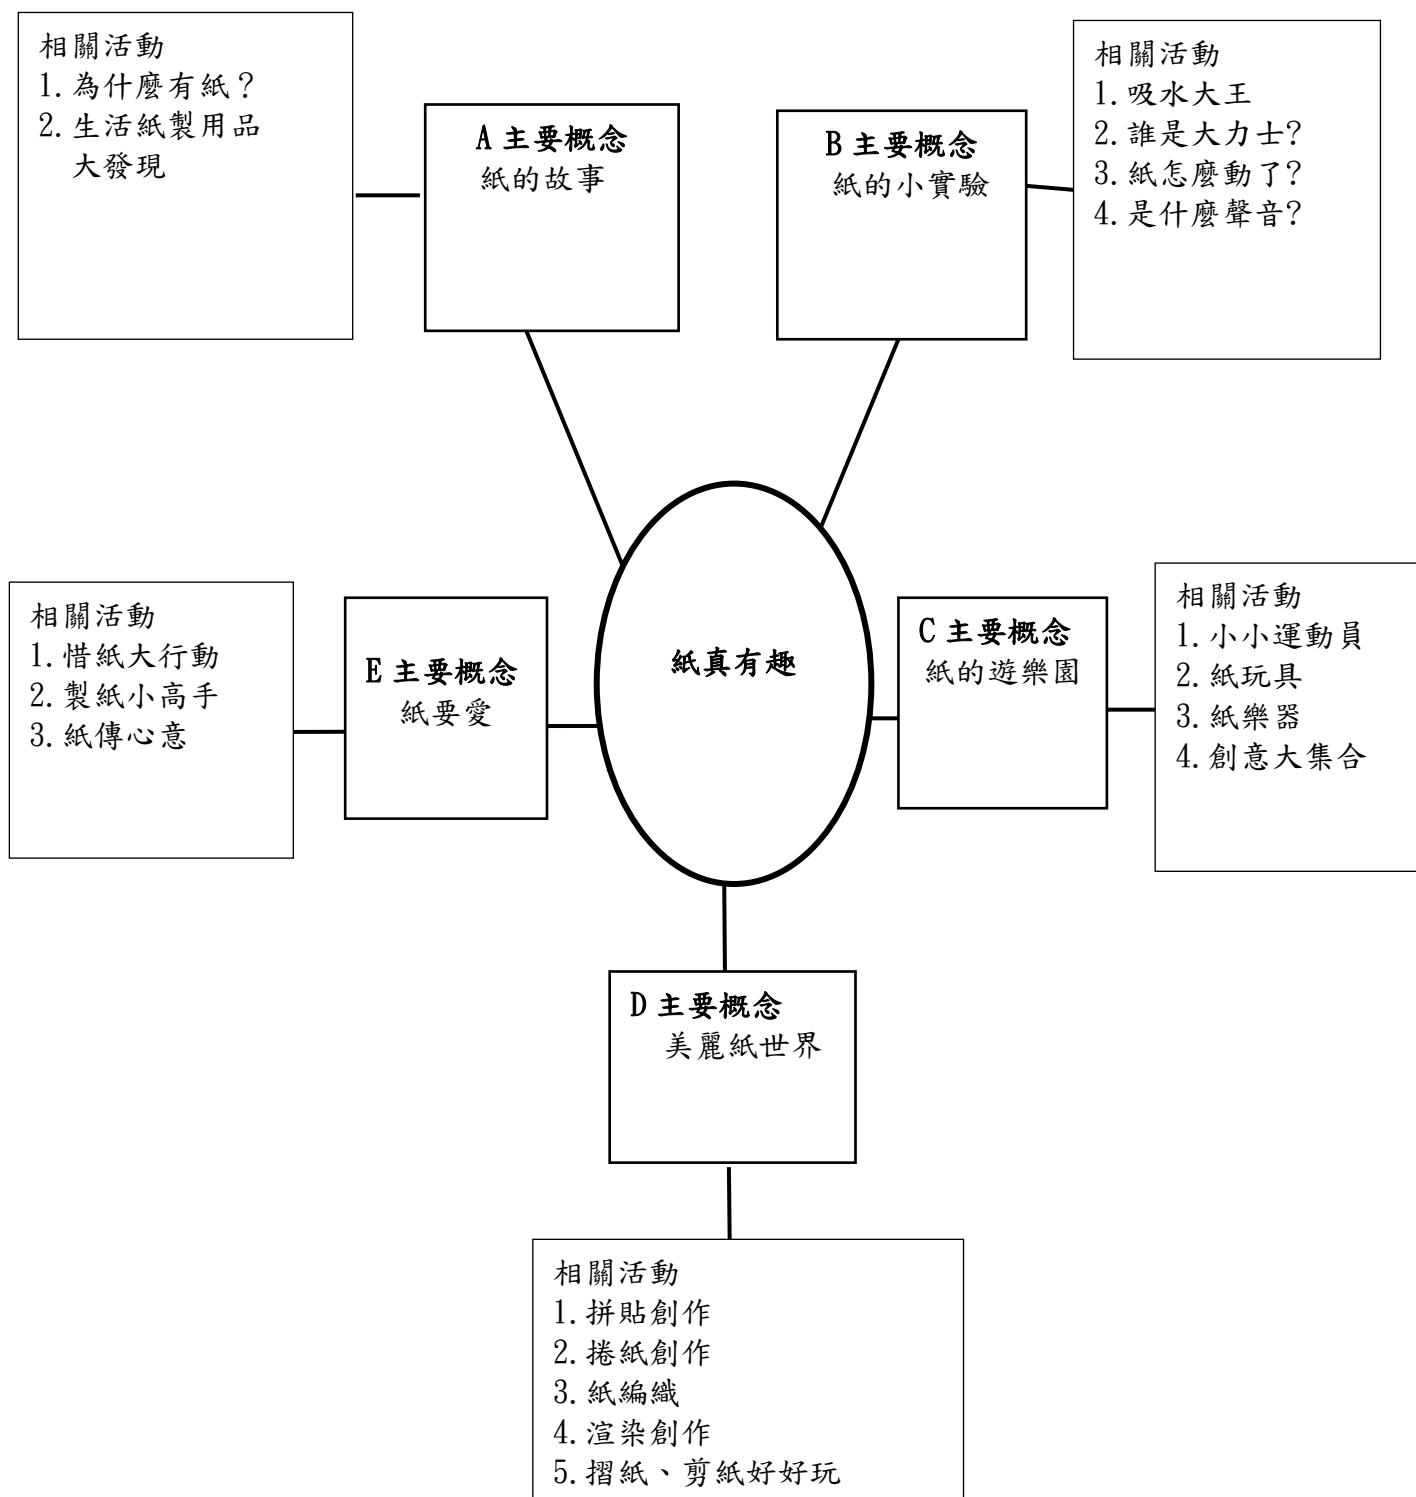 相關活動
1.為什麼有紙？
2.生活紙製用品
大發現
A 主要概念
紙的故事
B 主要概念
紙的小實驗
相關活動
1.吸水大王
2.誰是大力士?
3.紙怎麼動了?
4.是什麼聲音?
相關活動
1.惜紙大行動
2.製紙小高手
3.紙傳心意
E 主要概念
紙要愛
紙真有趣
C 主要概念
紙的遊樂園
相關活動
1.小小運動員
2.紙玩具
3.紙樂器
4.創意大集合
D 主要概念
美麗紙世界
相關活動
1.拼貼創作
2.捲紙創作
3.紙編織
4.渲染創作
5.摺紙、剪紙好好玩